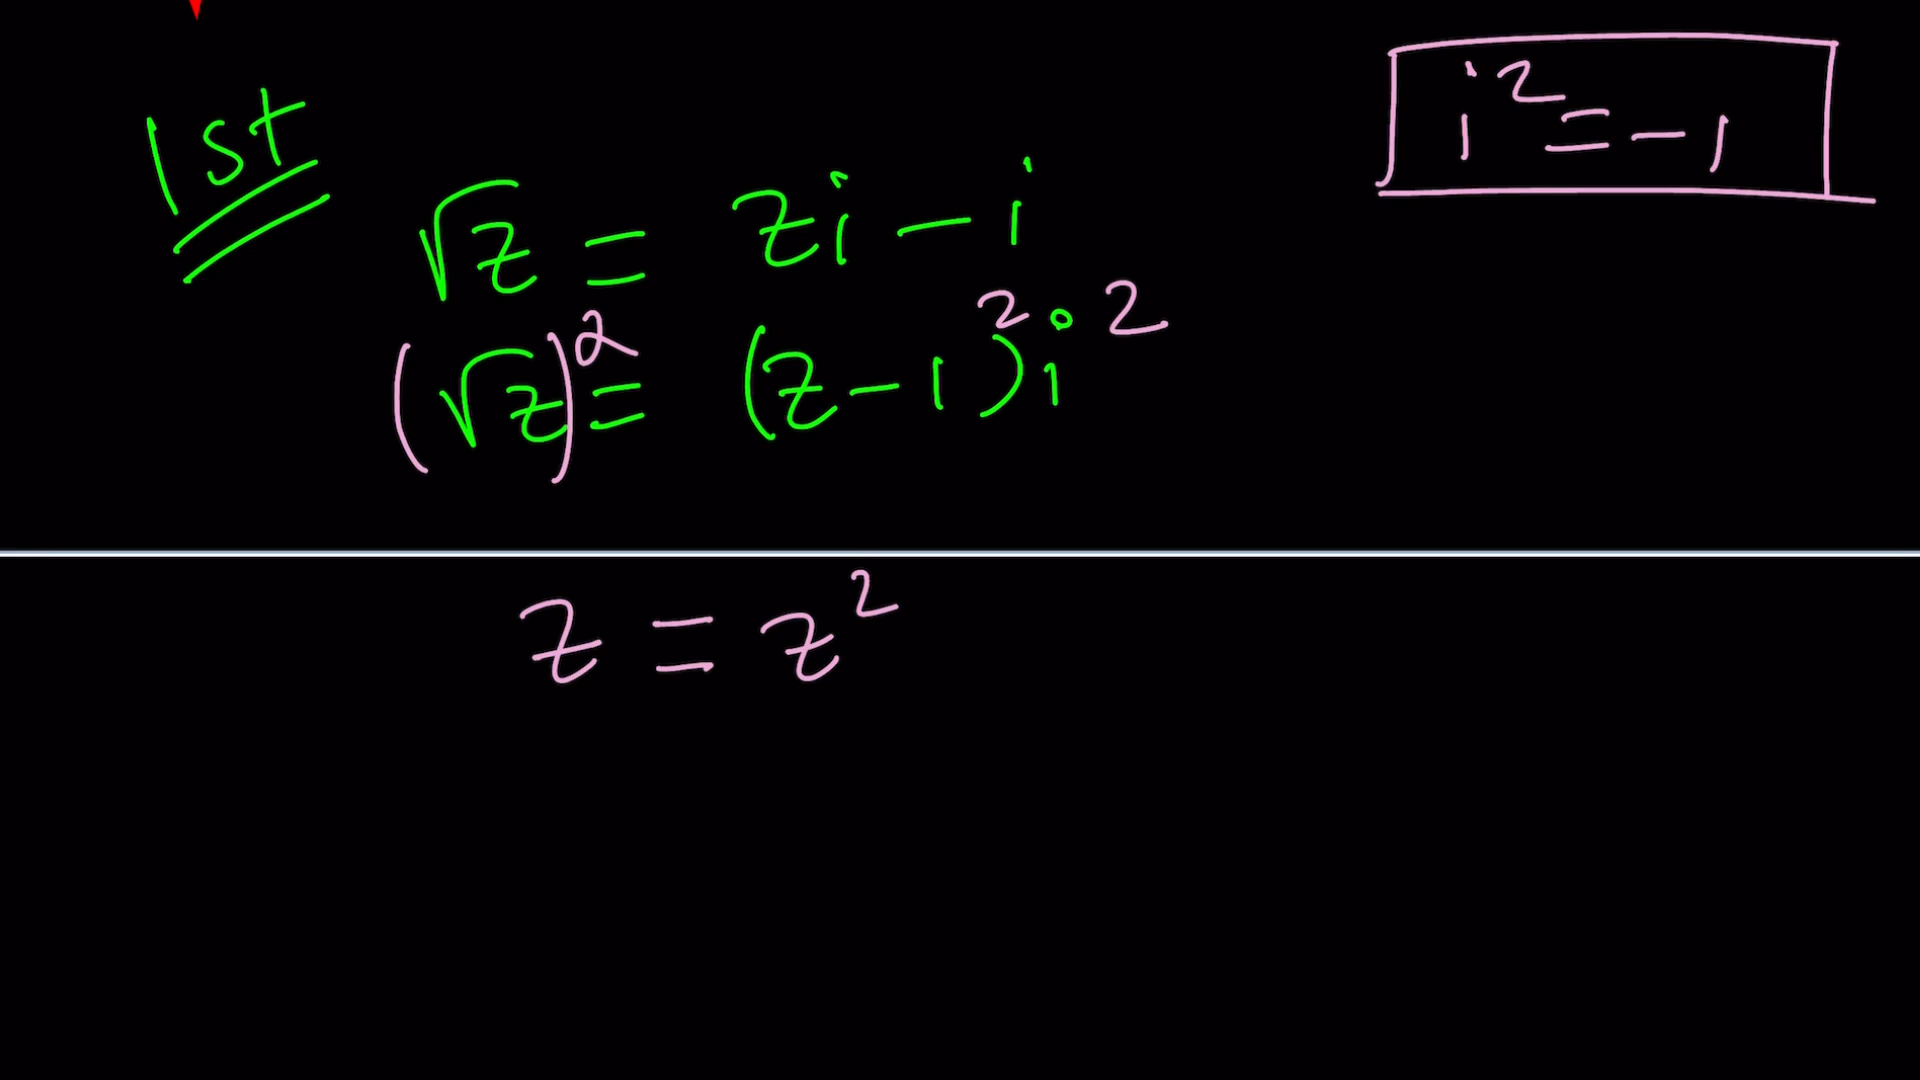 i² = -1
1st
√z = zi - i
(√z)² = (z-1)² i²
z = z²